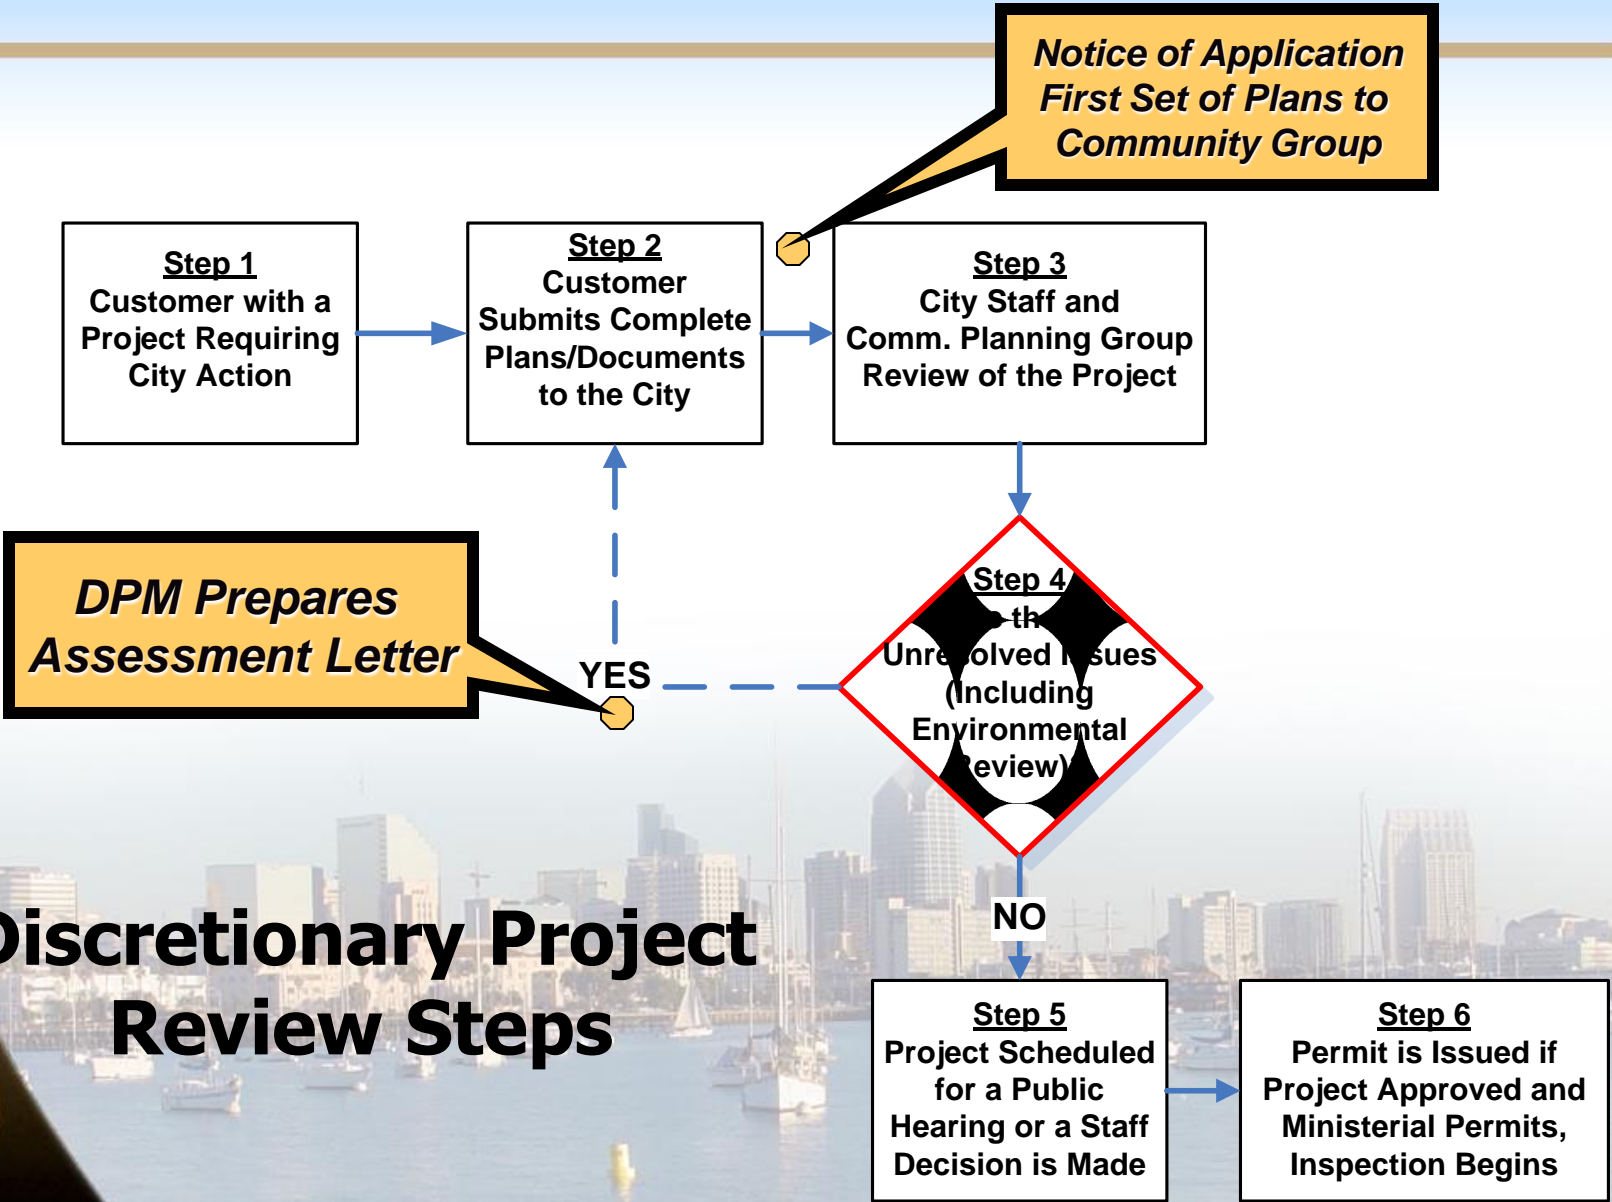 Notice of Application
First Set of Plans to
Community Group
Step 1
Customer with a
Project Requiring
City Action
Step 2
Customer
Submits Complete
Plans/Documents
to the City
Step 3
City Staff and
Comm. Planning Group
Review of the Project
DPM Prepares
Assessment Letter
YES
Step 4
Unresolved Issues
(Including
Environmental
Review)
NO
Discretionary Project
Review Steps
Step 5
Project Scheduled
for a Public
Hearing or a Staff
Decision is Made
Step 6
Permit is Issued if
Project Approved and
Ministerial Permits,
Inspection Begins